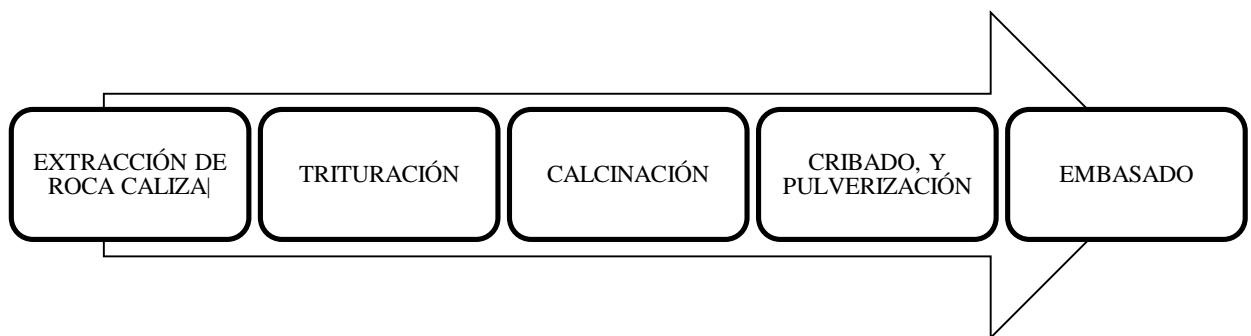 EXTRACCIÓN DE
ROCA CALIZA|
TRITURACIÓN
CALCINACIÓN
CRIBADO, Y
PULVERIZACIÓN
EMBASADO